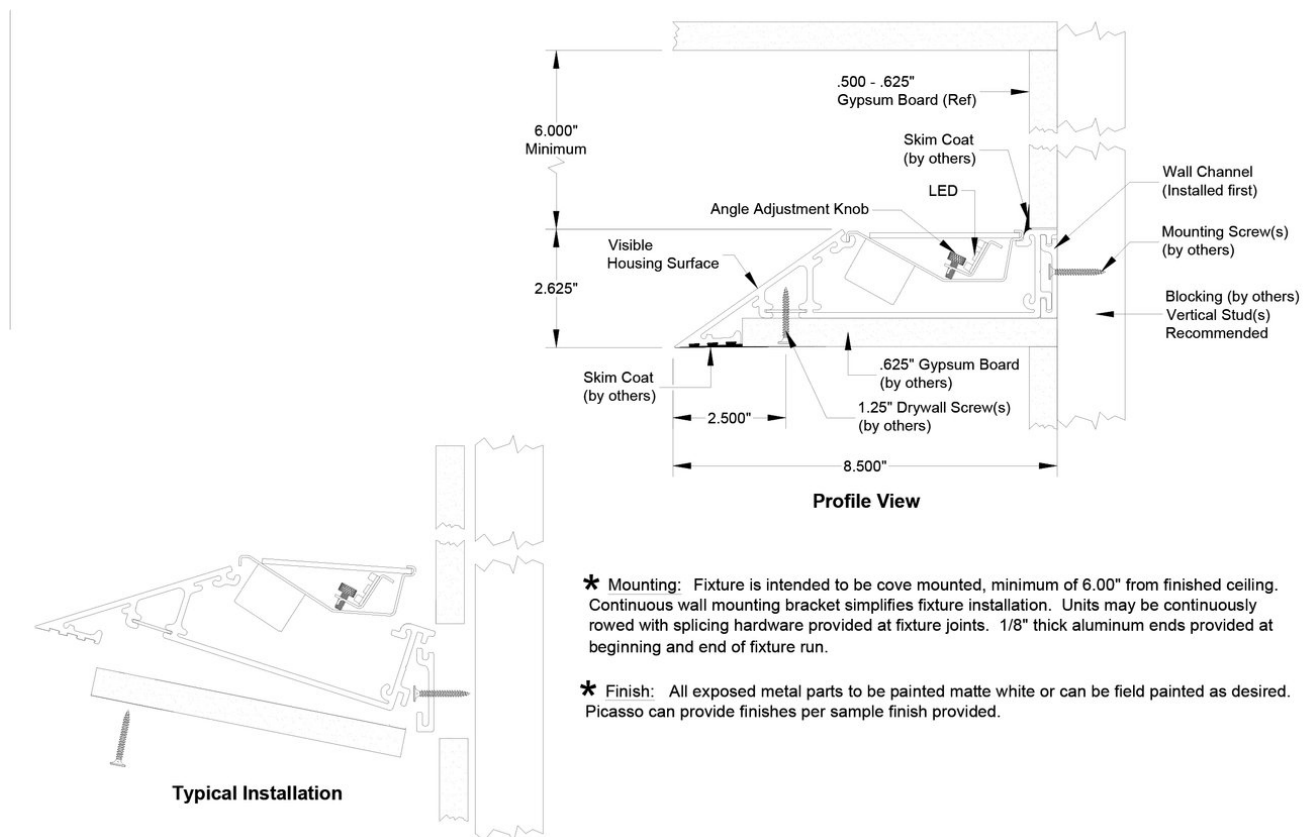 .500 - .625"
Gypsum Board (Ref)
6.000"
Minimum
Skim Coat
(by others)
LED
Wall Channel
(Installed first)
Angle Adjustment Knob
Mounting Screw(s)
(by others)
Visible
Housing Surface
2.625"
Blocking (by others)
Vertical Stud(s)
Recommended
Skim Coat
(by others)
.625" Gypsum Board
(by others)
2.500"
1.25" Drywall Screw(s)
(by others)
8.500"
Profile View
* Mounting: Fixture is intended to be cove mounted, minimum of 6.00" from finished ceiling.
Continuous wall mounting bracket simplifies fixture installation. Units may be continuously
rowed with splicing hardware provided at fixture joints. 1/8" thick aluminum ends provided at
beginning and end of fixture run.
* Finish: All exposed metal parts to be painted matte white or can be field painted as desired.
Picasso can provide finishes per sample finish provided.
Typical Installation